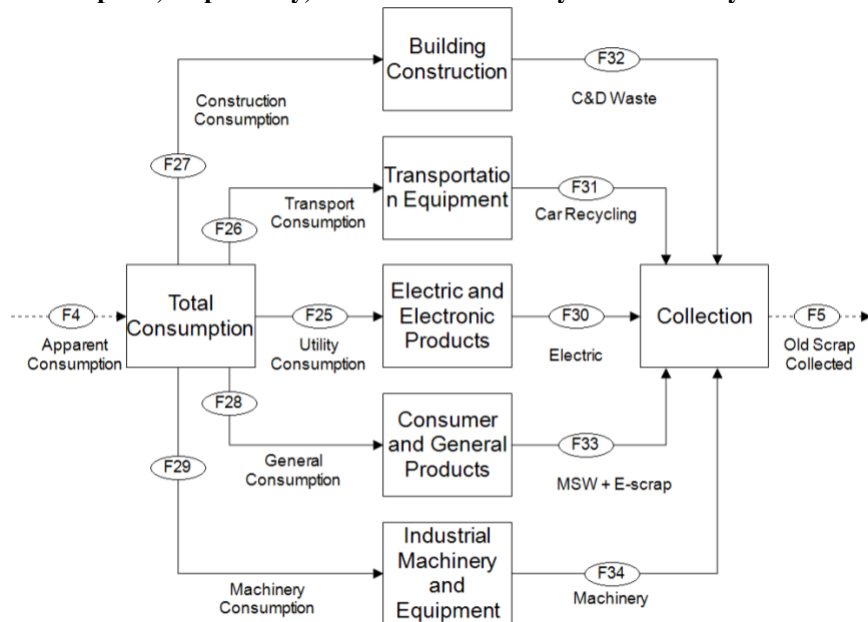 Building
Construction
F32
C&D Waste
Construction
Consumption
F27
Transportatio
n Equipment
F31
Car Recycling
Transport
Consumption
F26
F4
Apparent
Consumption
Total
Consumption
F25
Utility
Consumption
Electric and
Electronic
Products
F30
Electric
Collection
F5
Old Scrap
Collected
F28
General
Consumption
Consumer
and General
Products
F33
MSW + E-scrap
F29
Machinery
Consumption
Industrial
Machinery
and
Equipment
F34
Machinery